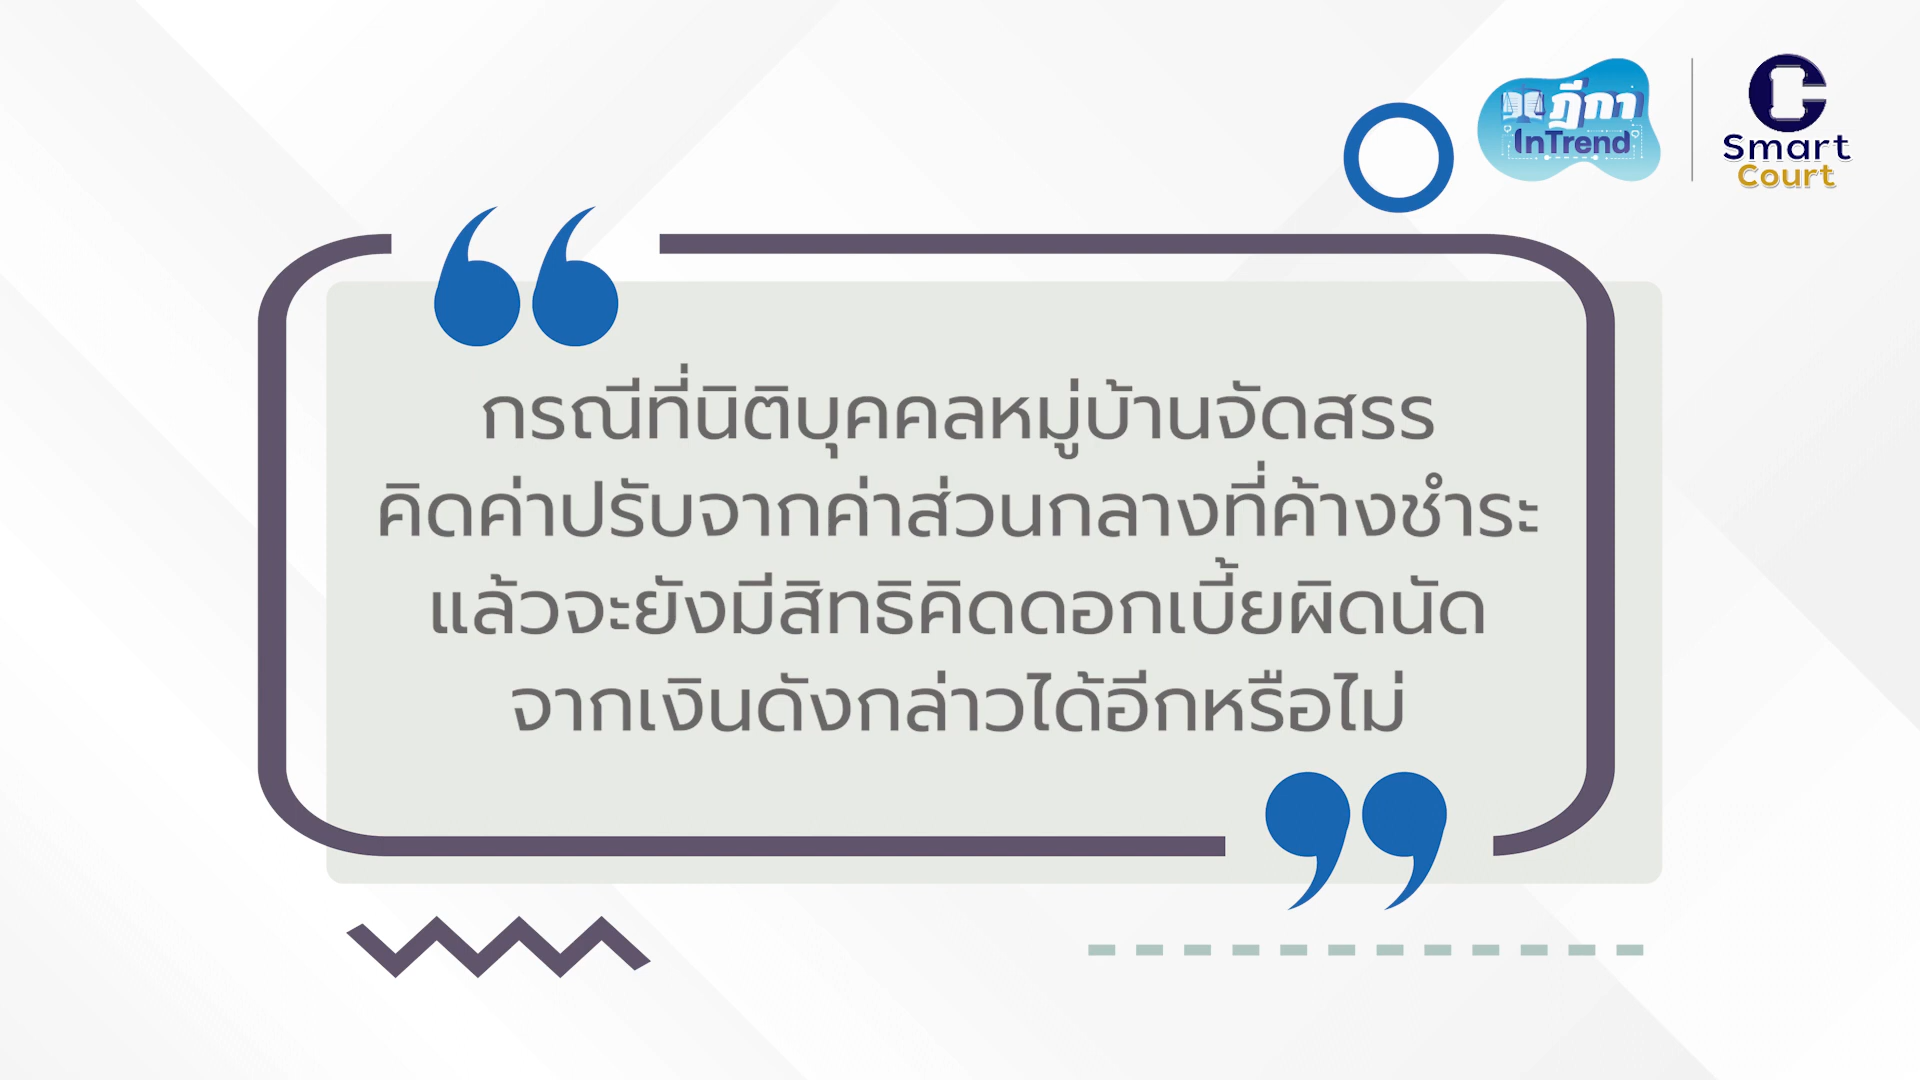 ฎีกา
InTrend
Smart
Court
กรณีที่นิติบุคคลหมู่บ้านจัดสรร
คิดค่าปรับจากค่าส่วนกลางที่ค้างชำระ
แล้วจะยังมีสิทธิคิดดอกเบี้ยผิดนัด
จากเงินดังกล่าวได้อีกหรือไม่